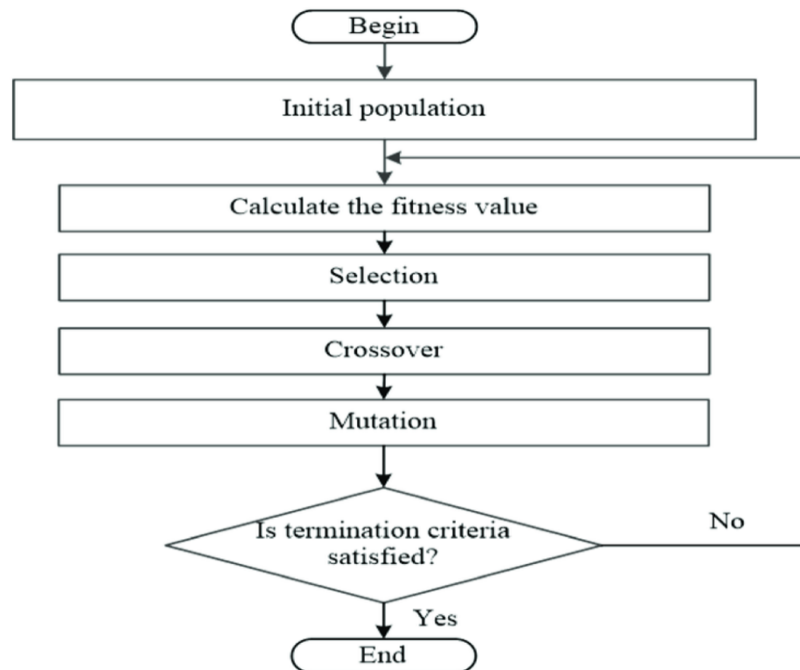 Begin
Initial population
Calculate the fitness value
Selection
Crossover
Mutation
Is termination criteria
satisfied?
No
Yes
End